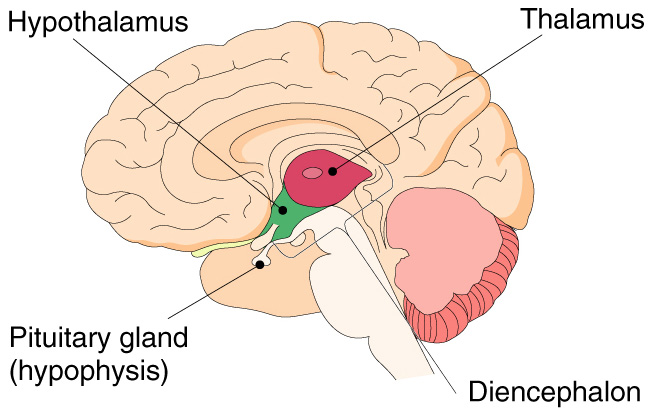 Hypothalamus
Thalamus
Pituitary gland
(hypophysis)
Diencephalon